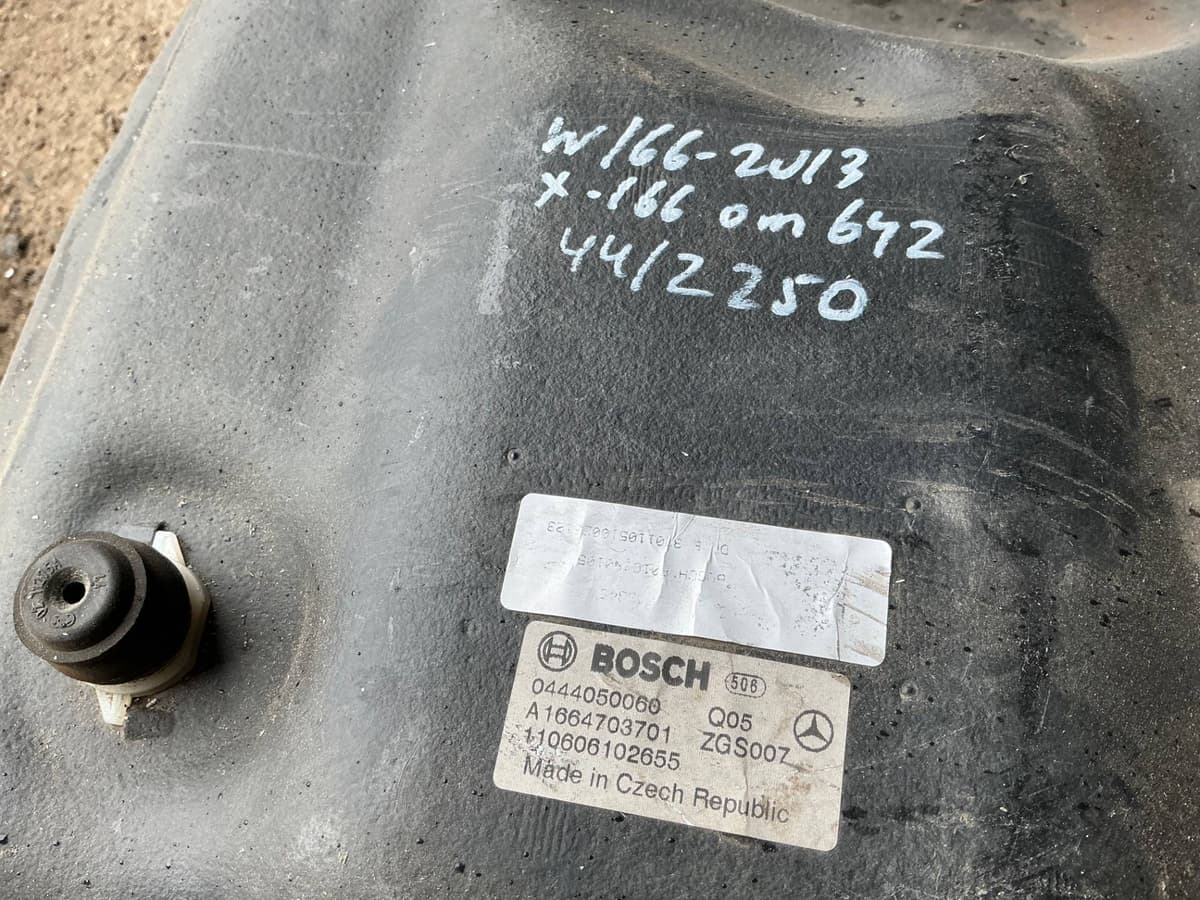 W166-2013
X-166 om 642
44/2250
BOSCH 506
0444050060 Q05
A1664703701 ZGS007
110606102655
Made in Czech Republic